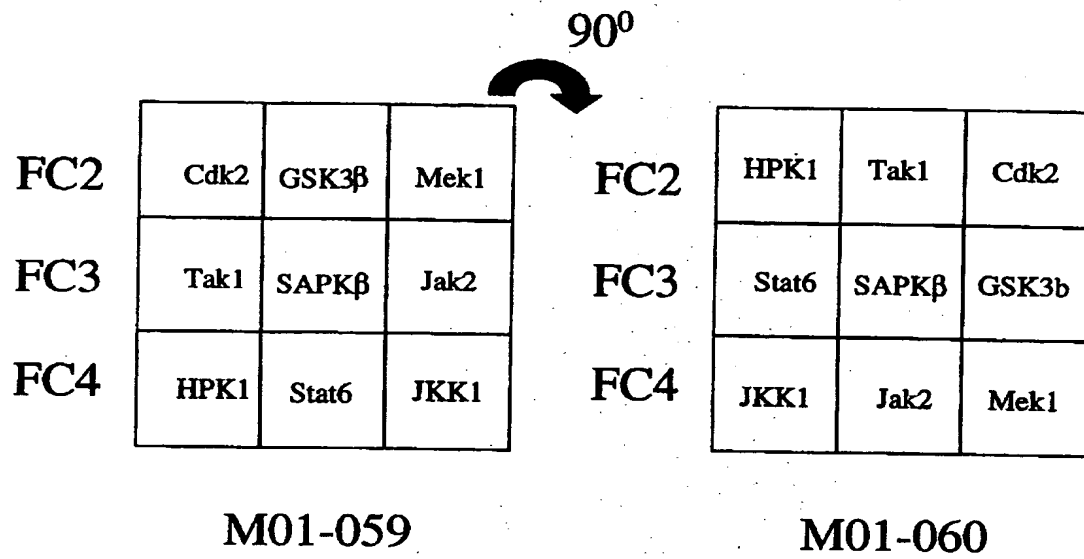 90⁰
FC2 Cdk2 GSK3β Mek1
FC3 Tak1 SAPKβ Jak2
FC4 HPK1 Stat6 JKK1
M01-059
FC2 HPK1 Tak1 Cdk2
FC3 Stat6 SAPKβ GSK3b
FC4 JKK1 Jak2 Mek1
M01-060